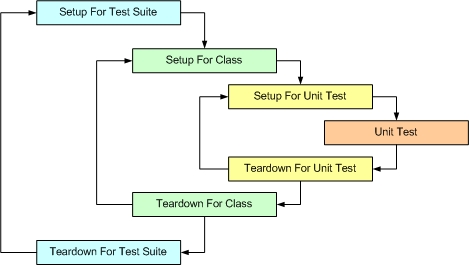 Setup For Test Suite
Setup For Class
Setup For Unit Test
Unit Test
Teardown For Unit Test
Teardown For Class
Teardown For Test Suite